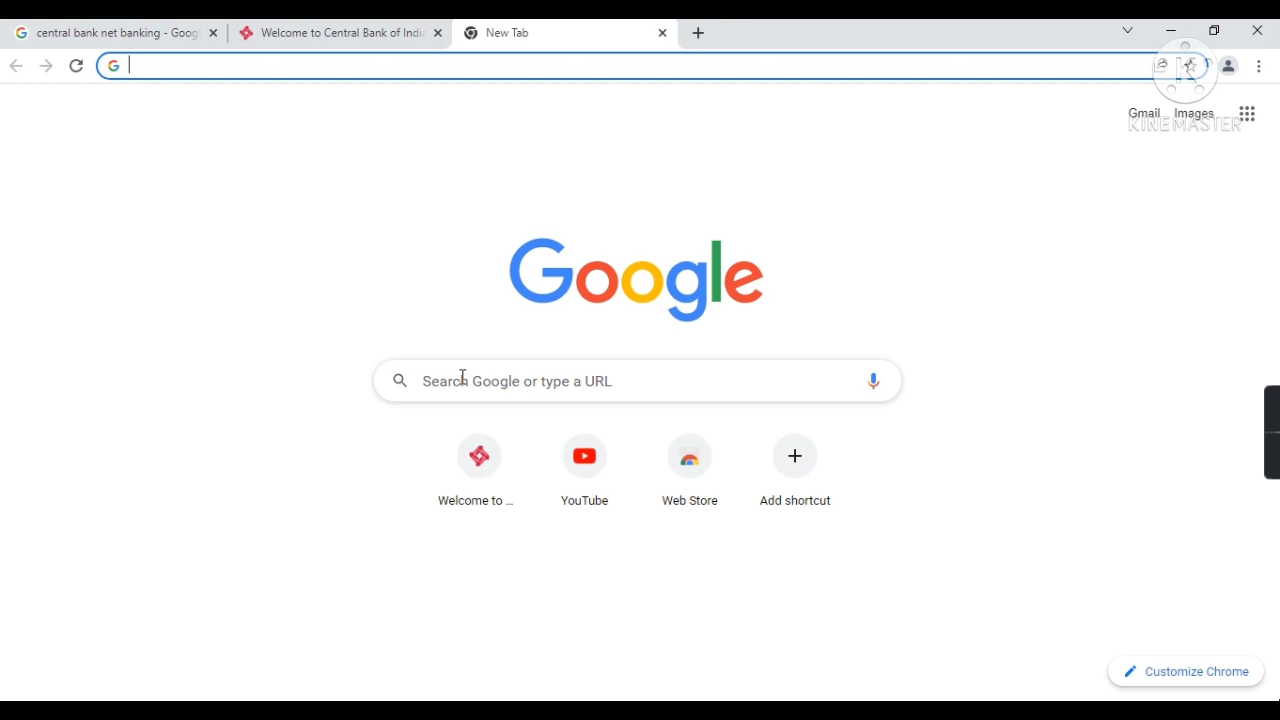 central bank net banking - Goog
Welcome to Central Bank of India
New Tab
Gmail Images
KINEMASTER
Google
Search Google or type a URL
Welcome to ...
YouTube
Web Store
Add shortcut
Customize Chrome